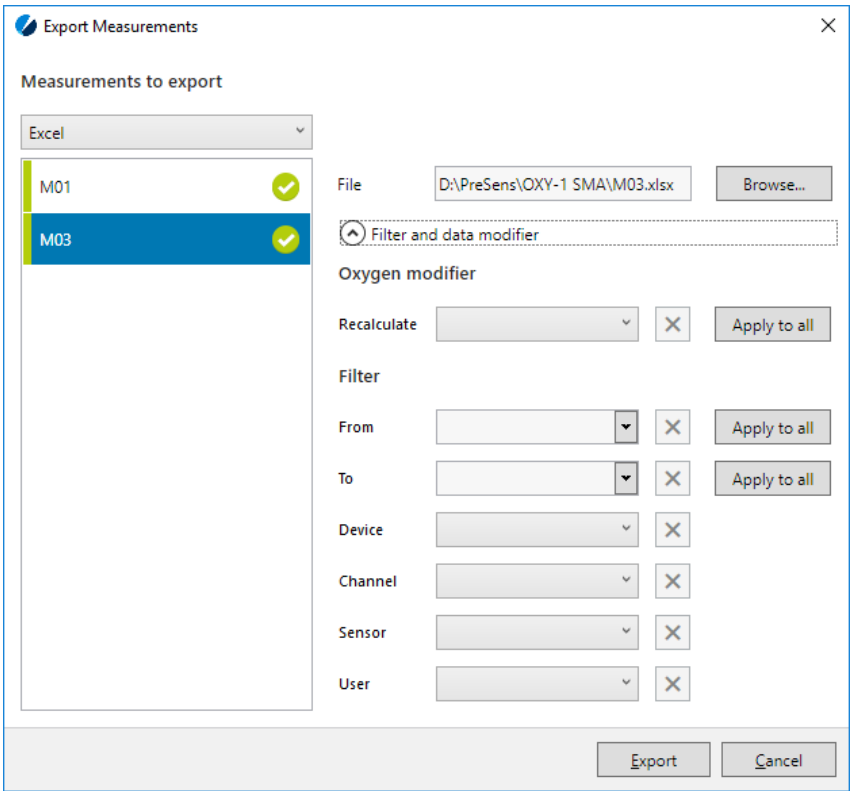 Export Measurements
Measurements to export
Excel
M01
M03
File D:\PreSens\OXY-1 SMA\M03.xlsx Browse...
Filter and data modifier
Oxygen modifier
Recalculate Apply to all
Filter
From Apply to all
To Apply to all
Device
Channel
Sensor
User
Export Cancel